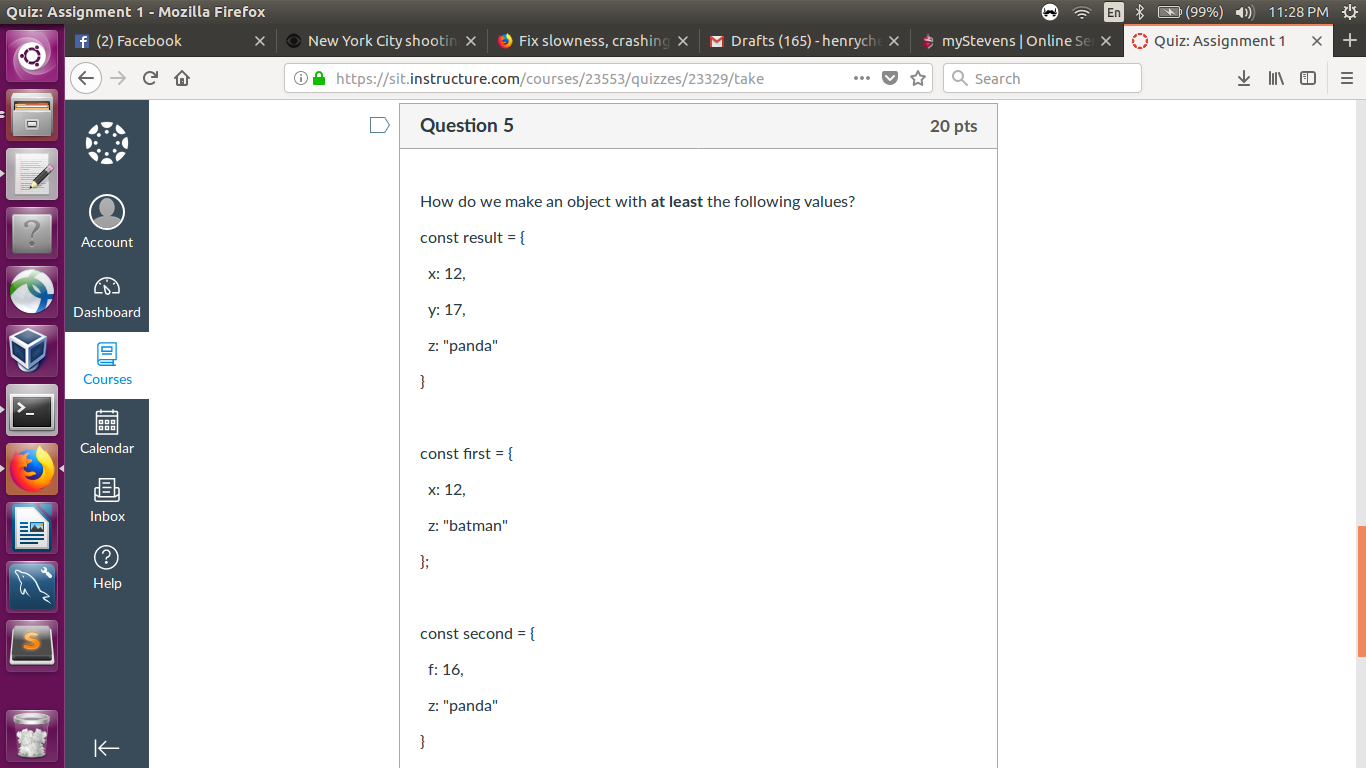 Quiz: Assignment 1 - Mozilla Firefox
En
(99%)
11:28 PM
(2) Facebook
New York City shootin
Fix slowness, crashing
Drafts (165) - henryche
myStevens | Online Se
Quiz: Assignment 1
https://sit.instructure.com/courses/23553/quizzes/23329/take
Search
Account
Dashboard
Courses
Calendar
Inbox
Help
Question 5
20 pts
How do we make an object with at least the following values?
const result = {
x: 12,
y: 17,
z: "panda"
}
const first = {
x: 12,
z: "batman"
};
const second = {
f: 16,
z: "panda"
}